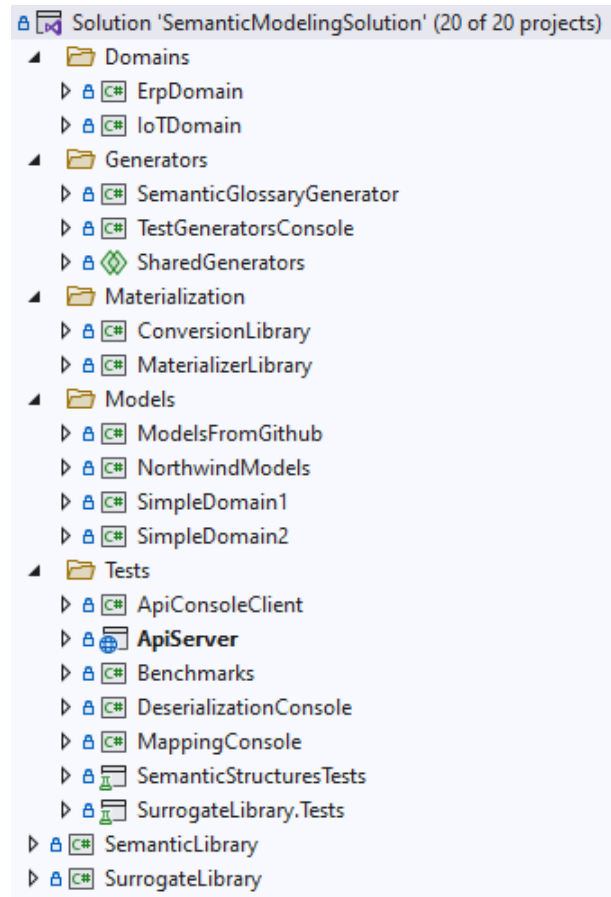 Solution 'SemanticModelingSolution' (20 of 20 projects)
Domains
C# ErpDomain
C# IoTDomain
Generators
C# SemanticGlossaryGenerator
C# TestGeneratorsConsole
SharedGenerators
Materialization
C# ConversionLibrary
C# MaterializerLibrary
Models
C# ModelsFromGithub
C# NorthwindModels
C# SimpleDomain1
C# SimpleDomain2
Tests
C# ApiConsoleClient
ApiServer
C# Benchmarks
C# DeserializationConsole
C# MappingConsole
SemanticStructuresTests
SurrogateLibrary.Tests
C# SemanticLibrary
C# SurrogateLibrary